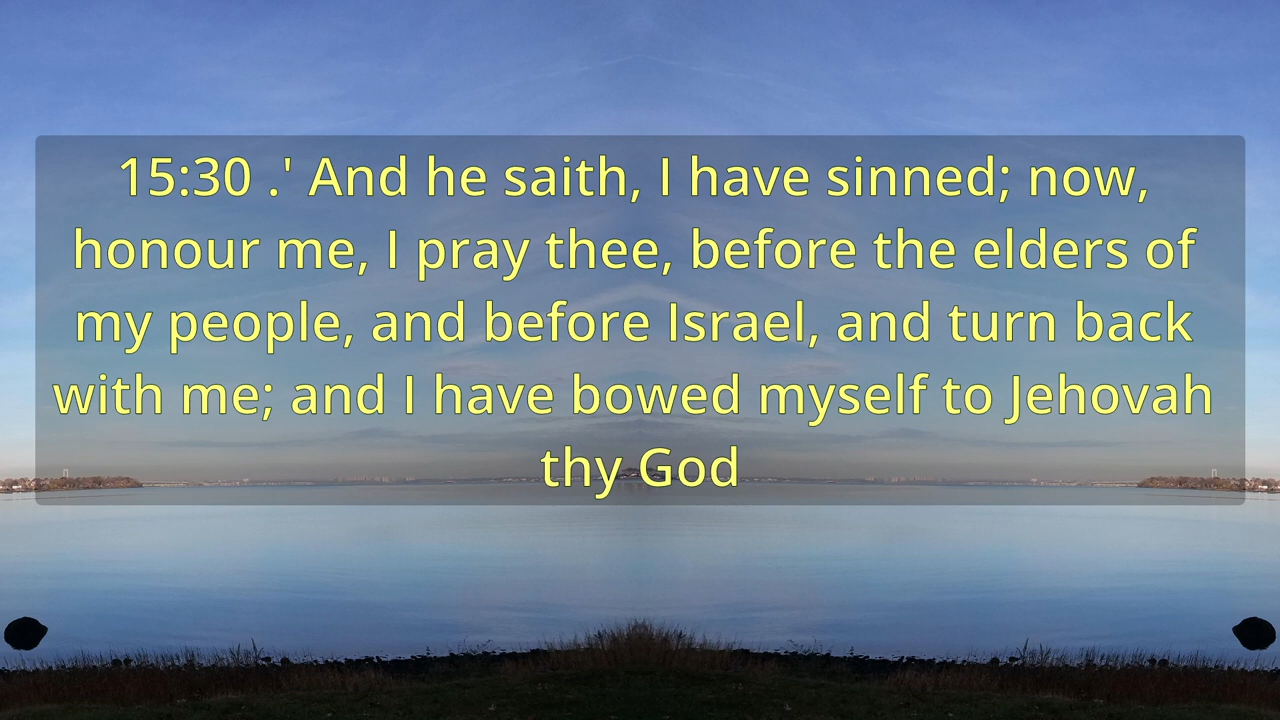 15:30 .' And he saith, I have sinned; now,
honour me, I pray thee, before the elders of
my people, and before Israel, and turn back
with me; and I have bowed myself to Jehovah
thy God